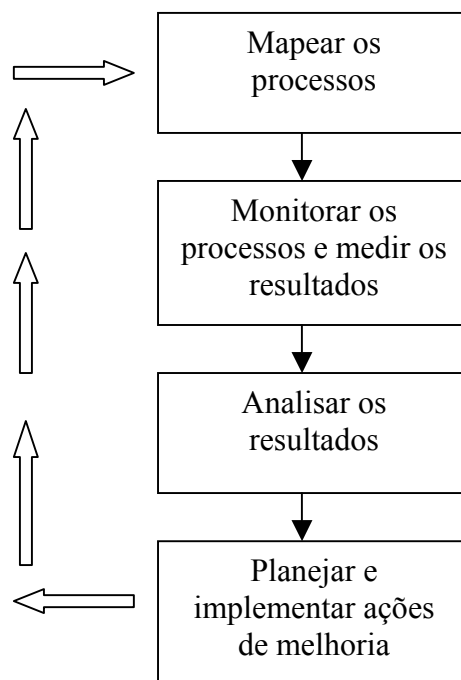 Mapear os
processos
Monitorar os
processos e medir os
resultados
Analisar os
resultados
Planejar e
implementar ações
de melhoria